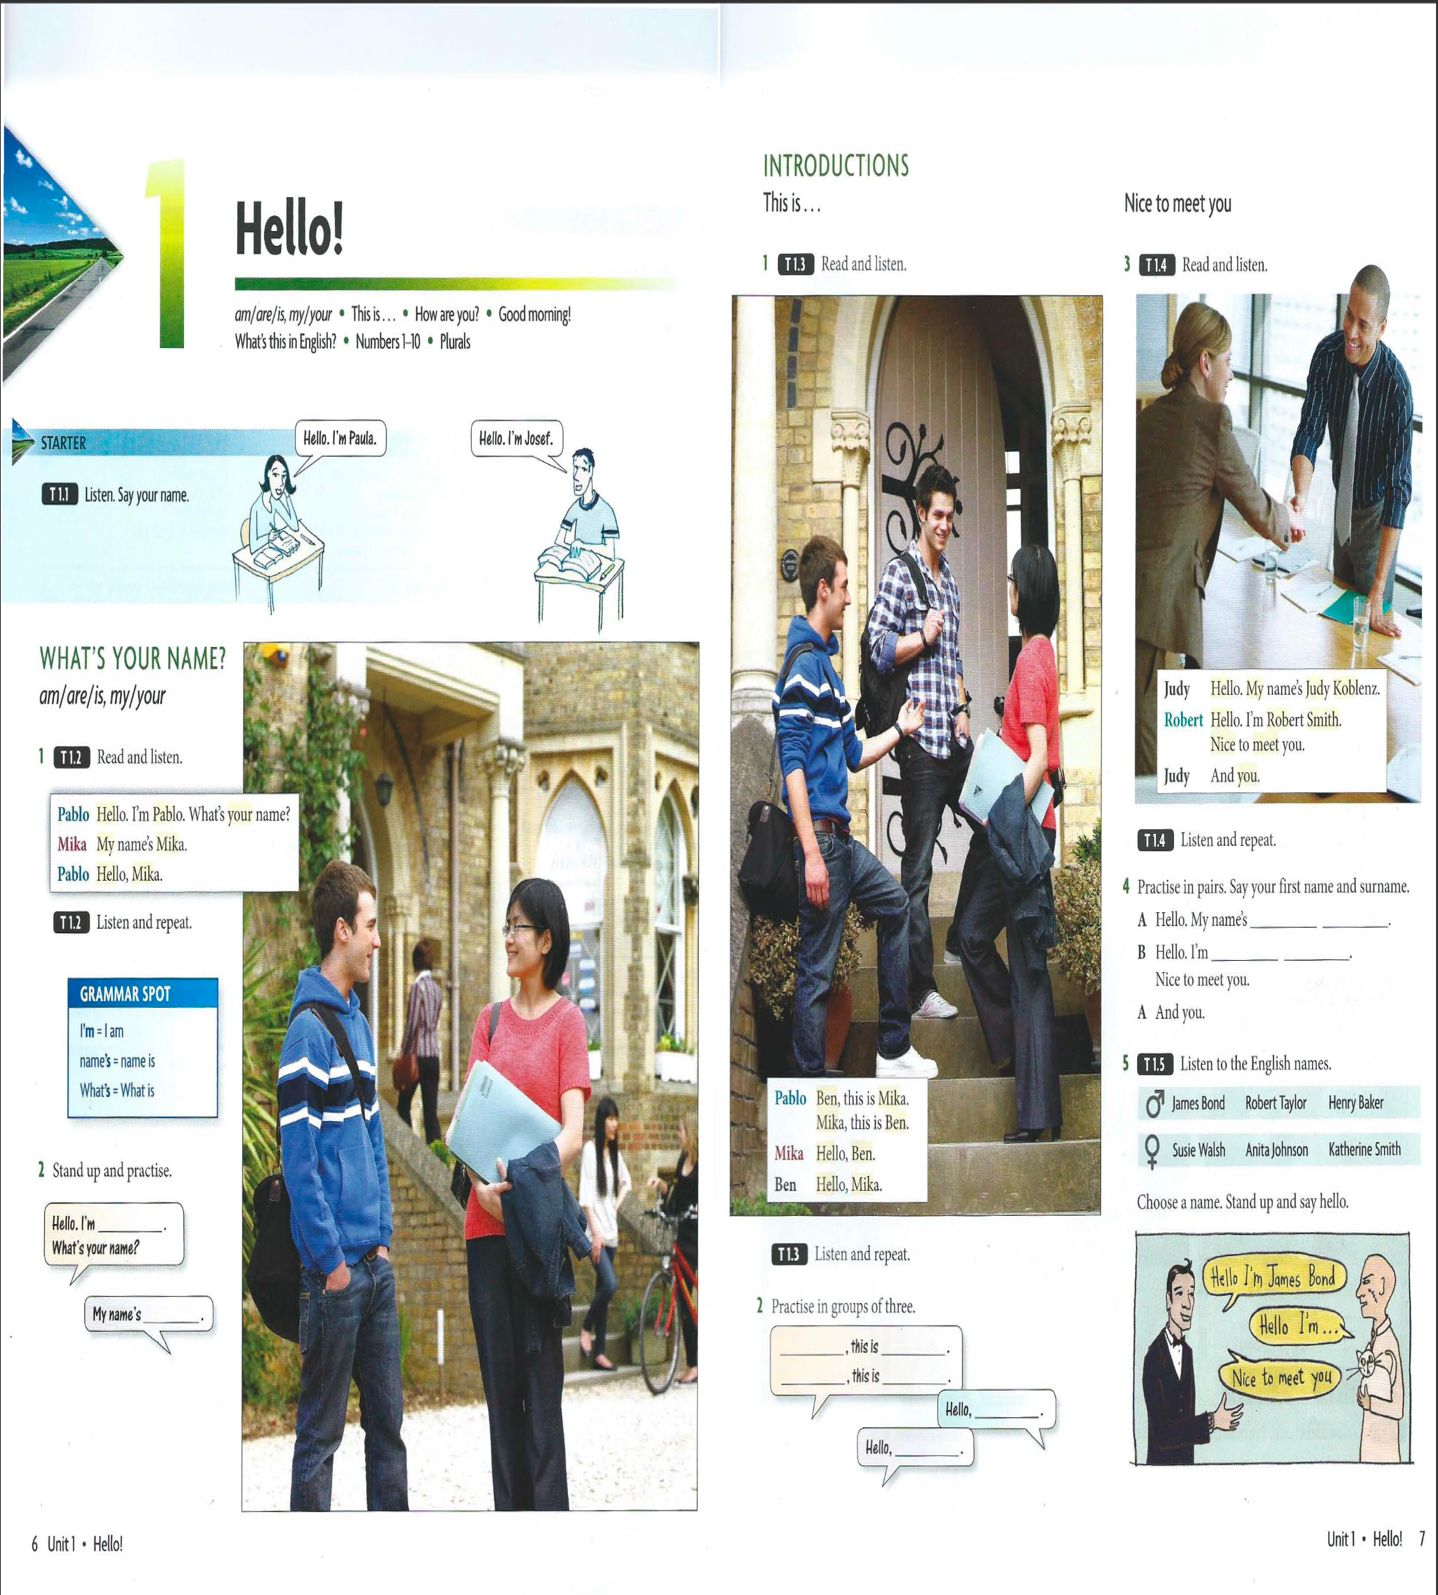 1
Hello!
am/are/is, my/your • This is ... • How are you? • Good morning!
What's this in English? • Numbers 1–10 • Plurals
STARTER
T 1.1 Listen. Say your name.
Hello. I'm Paula.
Hello. I'm Josef.
WHAT'S YOUR NAME?
am/are/is, my/your
1 T 1.2 Read and listen.
Pablo Hello. I'm Pablo. What's your name?
Mika My name's Mika.
Pablo Hello, Mika.
T 1.2 Listen and repeat.
GRAMMAR SPOT
I'm = I am
name's = name is
What's = What is
2 Stand up and practise.
Hello. I'm ________.
What's your name?
My name's ________.
6 Unit 1 • Hello!
INTRODUCTIONS
This is ...
1 T 1.3 Read and listen.
Pablo Ben, this is Mika.
Mika, this is Ben.
Mika Hello, Ben.
Ben Hello, Mika.
T 1.3 Listen and repeat.
2 Practise in groups of three.
________, this is ________.
________, this is ________.
Hello, ________.
Hello, ________.
Nice to meet you
3 T 1.4 Read and listen.
Judy Hello. My name's Judy Koblenz.
Robert Hello. I'm Robert Smith.
Nice to meet you.
Judy And you.
T 1.4 Listen and repeat.
4 Practise in pairs. Say your first name and surname.
A Hello. My name's ________ ________.
B Hello. I'm ________ ________.
Nice to meet you.
A And you.
5 T 1.5 Listen to the English names.
♂ James Bond Robert Taylor Henry Baker
♀ Susie Walsh Anita Johnson Katherine Smith
Choose a name. Stand up and say hello.
Hello I'm James Bond
Hello I'm ...
Nice to meet you
Unit 1 • Hello! 7